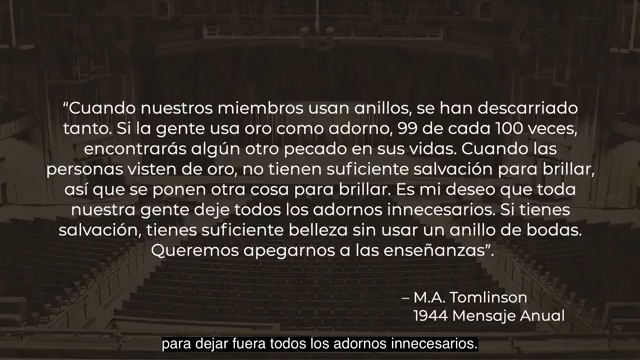 “Cuando nuestros miembros usan anillos, se han descarriado
tanto. Si la gente usa oro como adorno, 99 de cada 100 veces,
encontrarás algún otro pecado en sus vidas. Cuando las
personas visten de oro, no tienen suficiente salvación para brillar,
así que se ponen otra cosa para brillar. Es mi deseo que toda
nuestra gente deje todos los adornos innecesarios. Si tienes
salvación, tienes suficiente belleza sin usar un anillo de bodas.
Queremos apegarnos a las enseñanzas”.
– M.A. Tomlinson
1944 Mensaje Anual
para dejar fuera todos los adornos innecesarios.